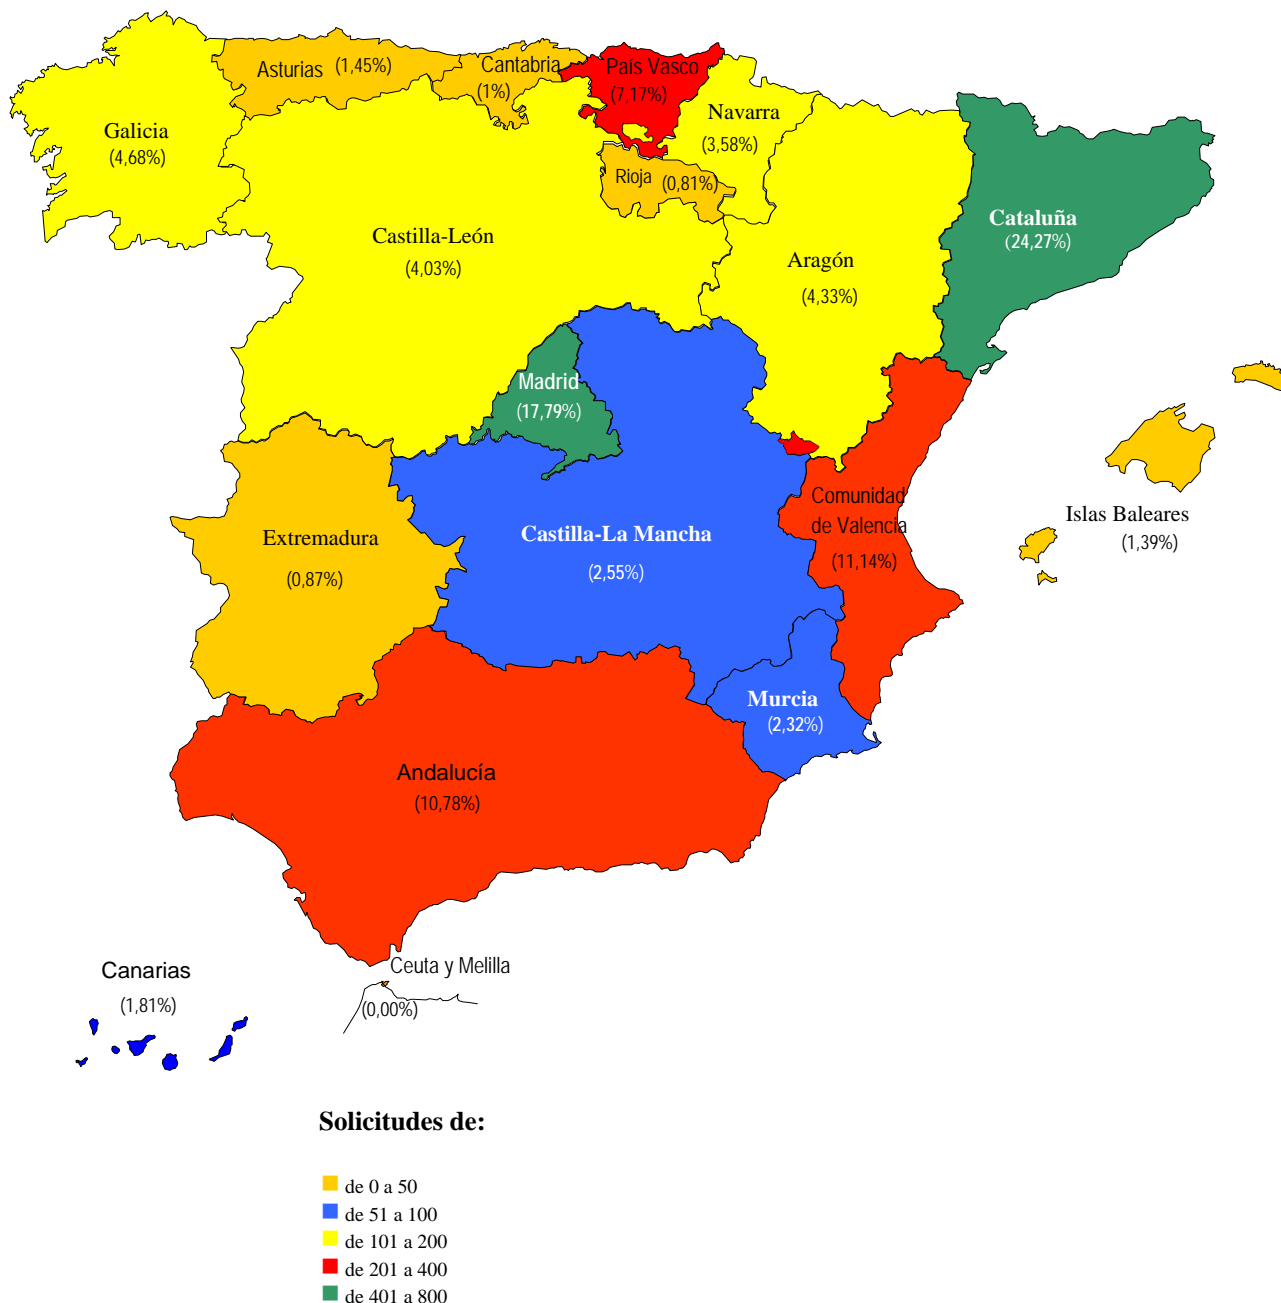 Asturias (1,45%)
Cantabria
(1%)
País Vasco
(7,17%)
Galicia
(4,68%)
Navarra
(3,58%)
Rioja (0,81%)
Cataluña
(24,27%)
Castilla-León
(4,03%)
Aragón
(4,33%)
Madrid
(17,79%)
Comunidad
de Valencia
(11,14%)
Islas Baleares
(1,39%)
Extremadura
(0,87%)
Castilla-La Mancha
(2,55%)
Murcia
(2,32%)
Andalucía
(10,78%)
Canarias
(1,81%)
Ceuta y Melilla
(0,00%)
Solicitudes de:
de 0 a 50
de 51 a 100
de 101 a 200
de 201 a 400
de 401 a 800